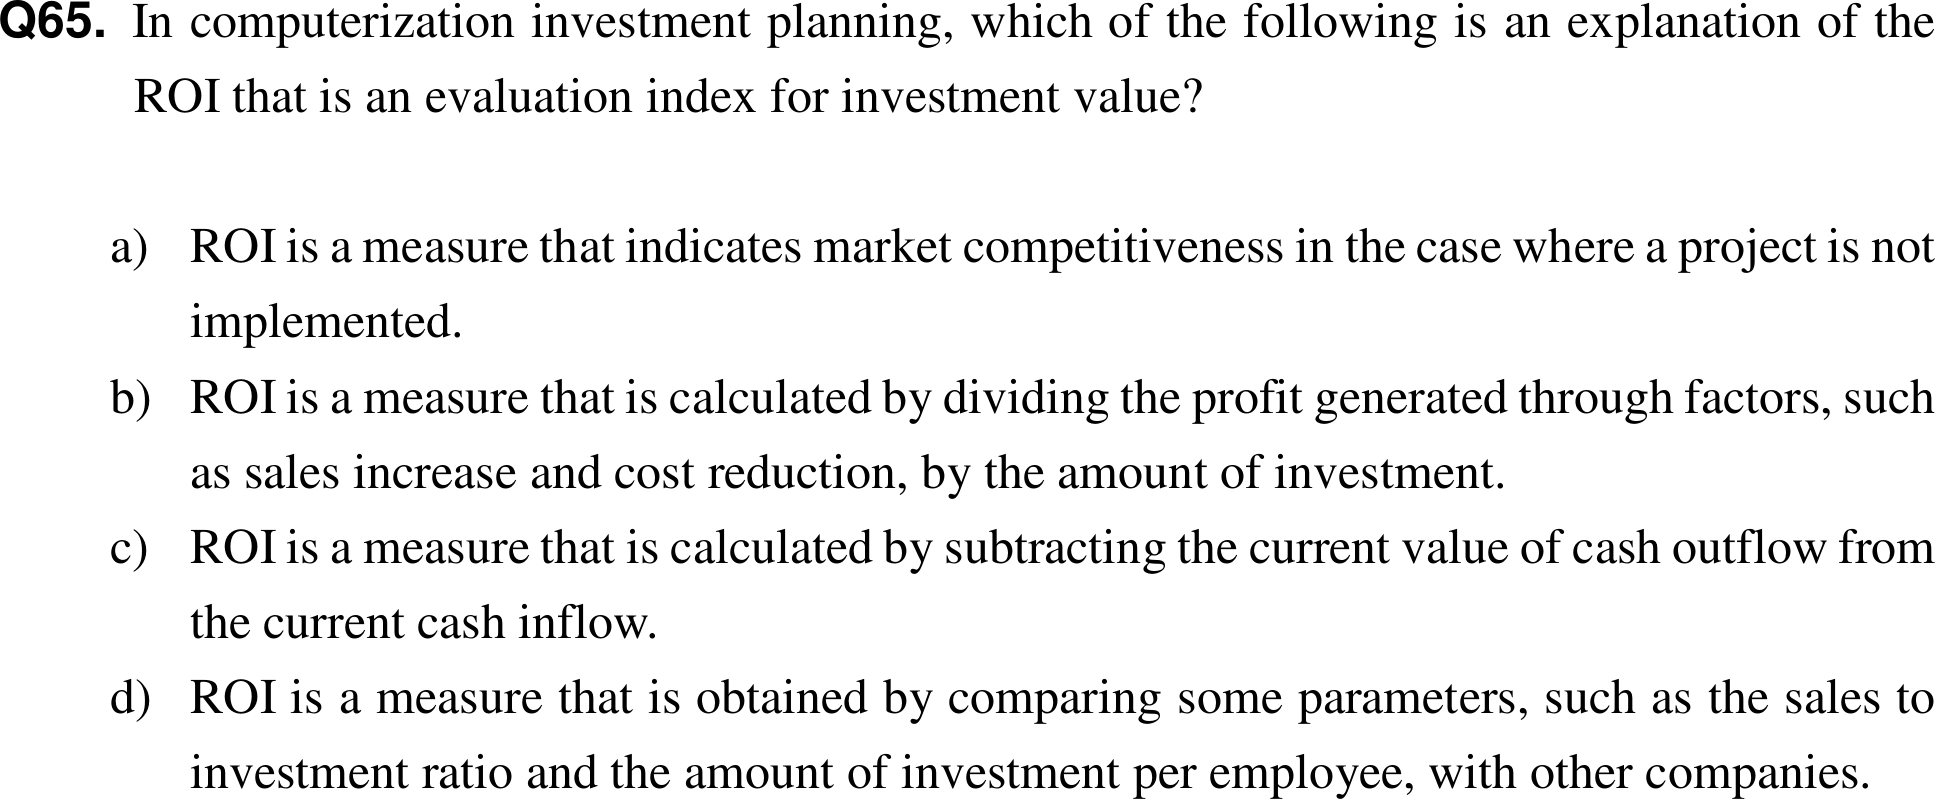 Q65. In computerization investment planning, which of the following is an explanation of the
ROI that is an evaluation index for investment value?
a) ROI is a measure that indicates market competitiveness in the case where a project is not
implemented.
b) ROI is a measure that is calculated by dividing the profit generated through factors, such
as sales increase and cost reduction, by the amount of investment.
c) ROI is a measure that is calculated by subtracting the current value of cash outflow from
the current cash inflow.
d) ROI is a measure that is obtained by comparing some parameters, such as the sales to
investment ratio and the amount of investment per employee, with other companies.